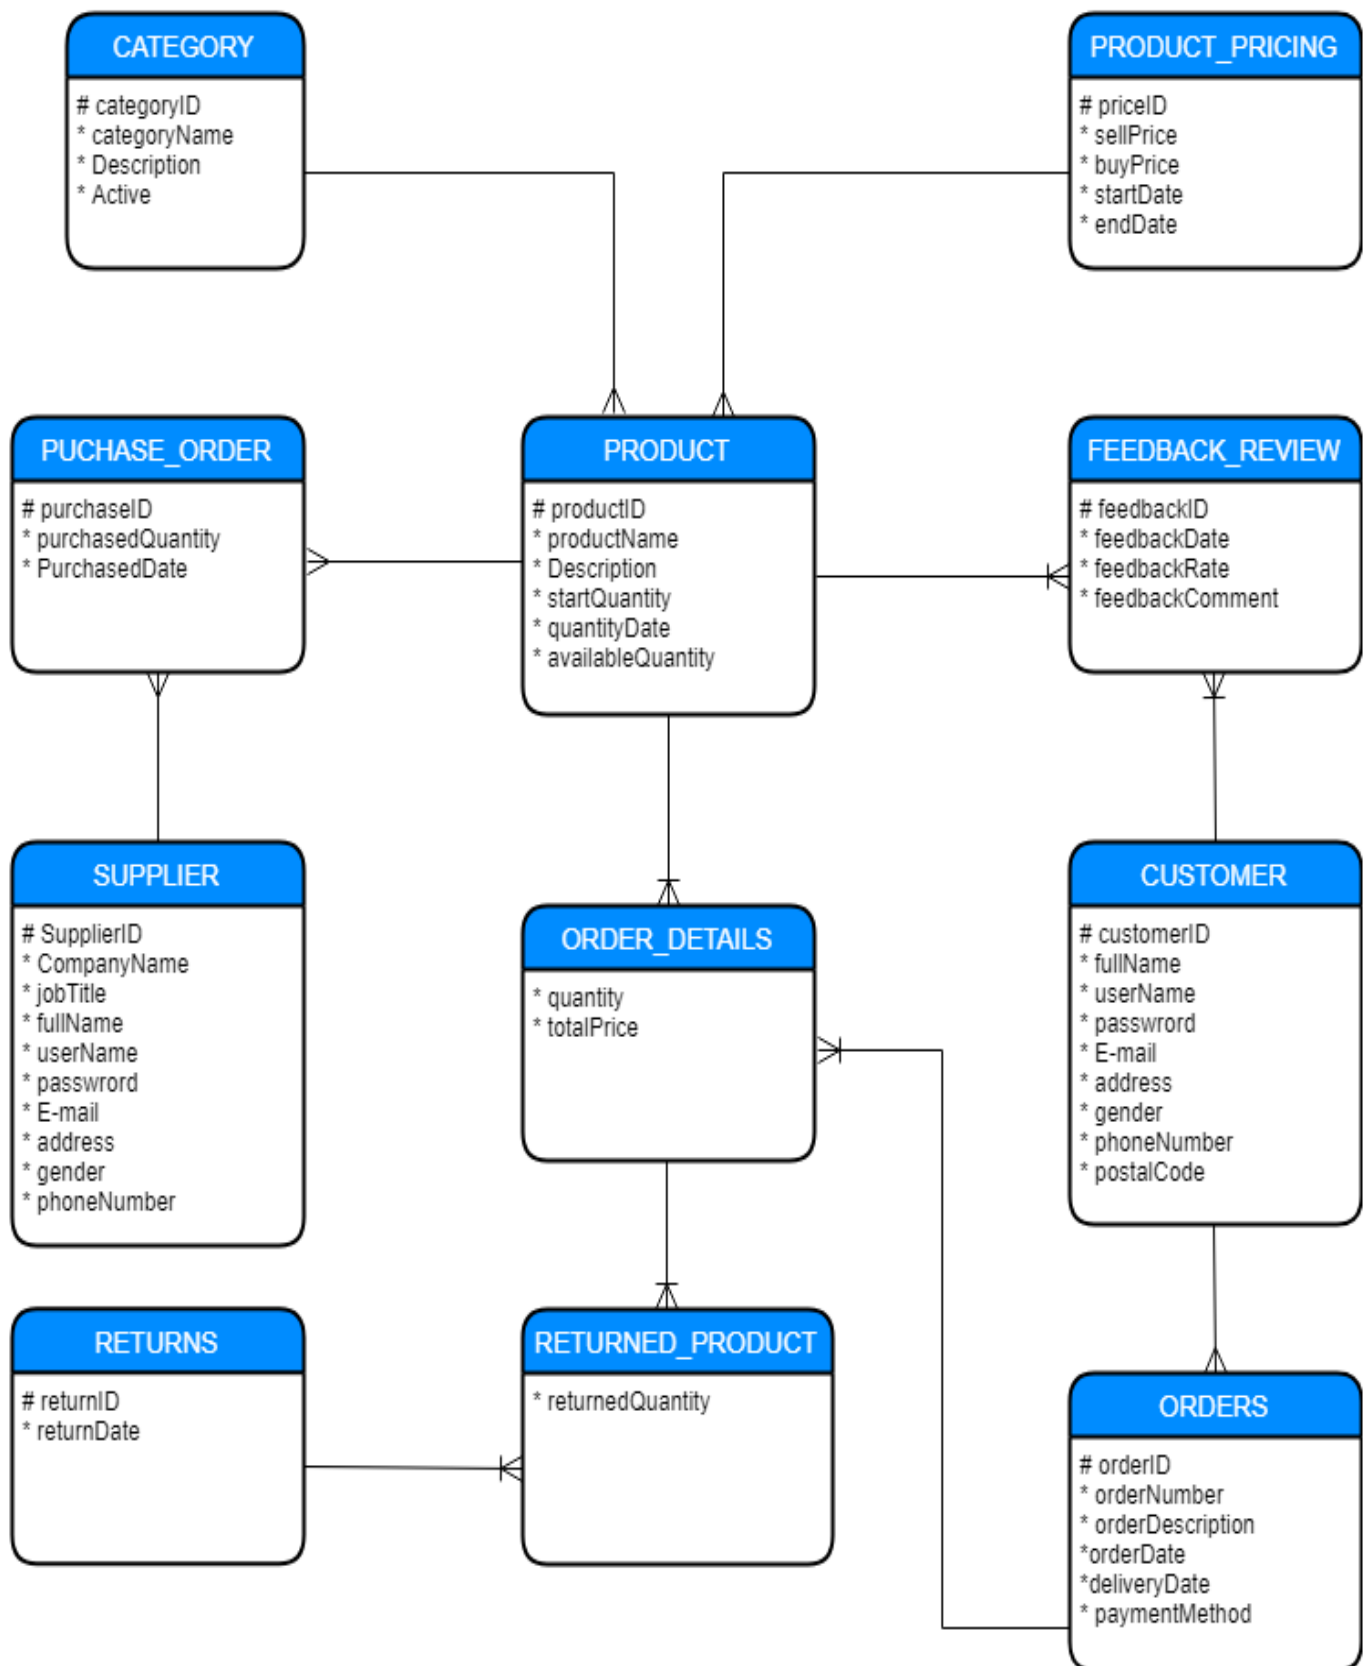 CATEGORY
# categoryID
* categoryName
* Description
* Active
PRODUCT_PRICING
# priceID
* sellPrice
* buyPrice
* startDate
* endDate
PUCHASE_ORDER
# purchaseID
* purchasedQuantity
* PurchasedDate
PRODUCT
# productID
* productName
* Description
* startQuantity
* quantityDate
* availableQuantity
FEEDBACK_REVIEW
# feedbackID
* feedbackDate
* feedbackRate
* feedbackComment
SUPPLIER
# SupplierID
* CompanyName
* jobTitle
* fullName
* userName
* passwrord
* E-mail
* address
* gender
* phoneNumber
ORDER_DETAILS
* quantity
* totalPrice
CUSTOMER
# customerID
* fullName
* userName
* passwrord
* E-mail
* address
* gender
* phoneNumber
* postalCode
RETURNS
# returnID
* returnDate
RETURNED_PRODUCT
* returnedQuantity
ORDERS
# orderID
* orderNumber
* orderDescription
*orderDate
*deliveryDate
* paymentMethod